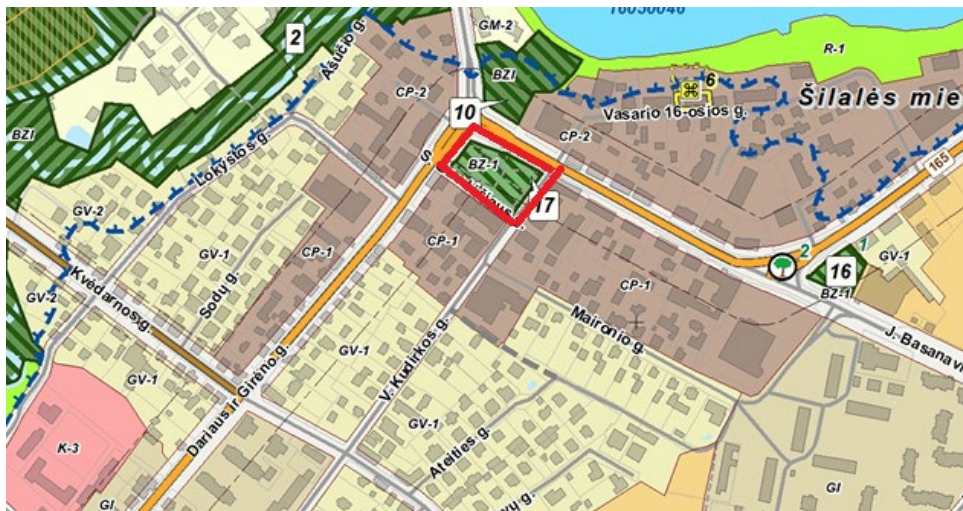 16050046
GM-2
R-1
2
Ašučio g.
BZI
6
Šilalės mie
CP-2
10
Vasario 16-osios g.
BZI
CP-2
Lokystos g.
BZ-1
165
17
GV-2
2
1
GV-1
CP-1
CP-1
16
GV-1
Sodų g.
CP-1
BZ-1
GV-2
Kvėdarnos g.
Maironio g.
J. Basanavi
GV-1
GV-1
V. Kudirkos g.
Dariaus ir Girėno g.
GV-1
K-3
Ateities g.
GI
GI